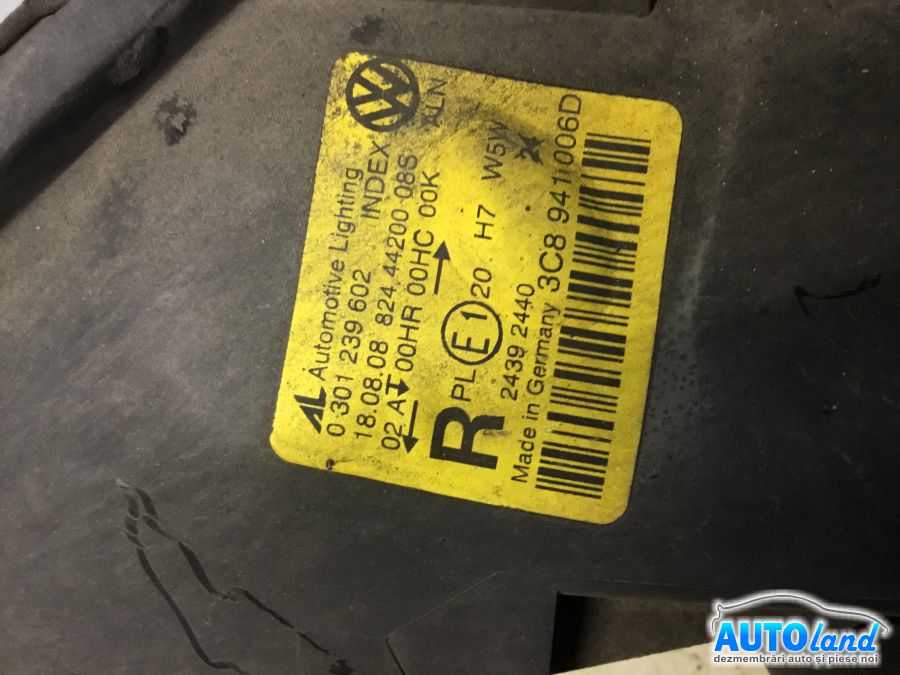 AL Automotive Lighting
0 301 239 602 INDEX ALN
18.08.08 824 44200 08S
02 A 00HR 00HC 00K
R PL E1 20 H7 W5W
2439 2440
Made in Germany 3C8 941 006D
AUTOland
dezmembrări auto și piese noi